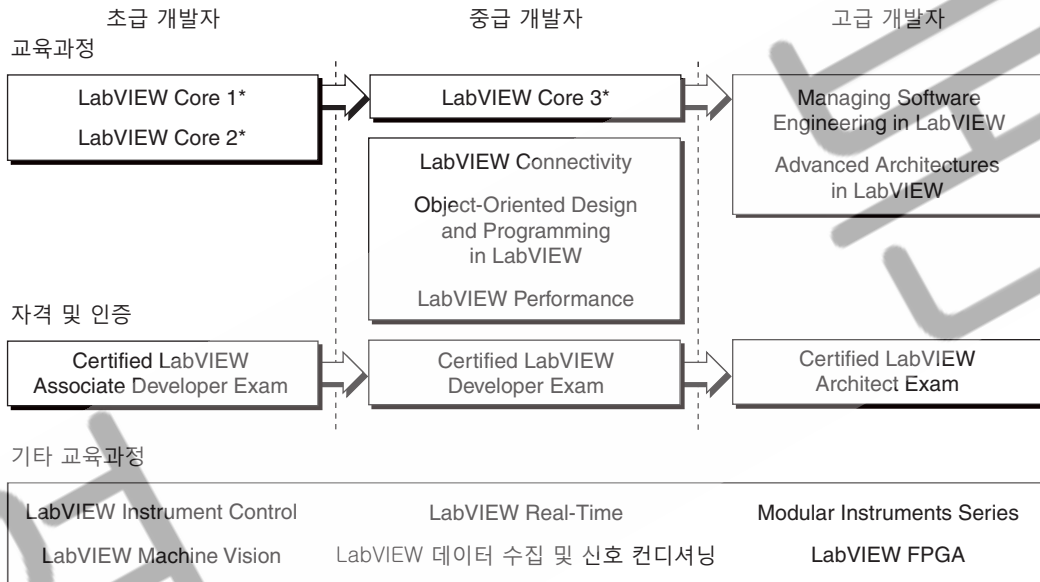 초급 개발자
중급 개발자
고급 개발자
교육과정
LabVIEW Core 1*
LabVIEW Core 2*
LabVIEW Core 3*
LabVIEW Connectivity
Object-Oriented Design
and Programming
in LabVIEW
LabVIEW Performance
Managing Software
Engineering in LabVIEW
Advanced Architectures
in LabVIEW
자격 및 인증
Certified LabVIEW
Associate Developer Exam
Certified LabVIEW
Developer Exam
Certified LabVIEW
Architect Exam
기타 교육과정
LabVIEW Instrument Control
LabVIEW Real-Time
Modular Instruments Series
LabVIEW Machine Vision
LabVIEW 데이터 수집 및 신호 컨디셔닝
LabVIEW FPGA